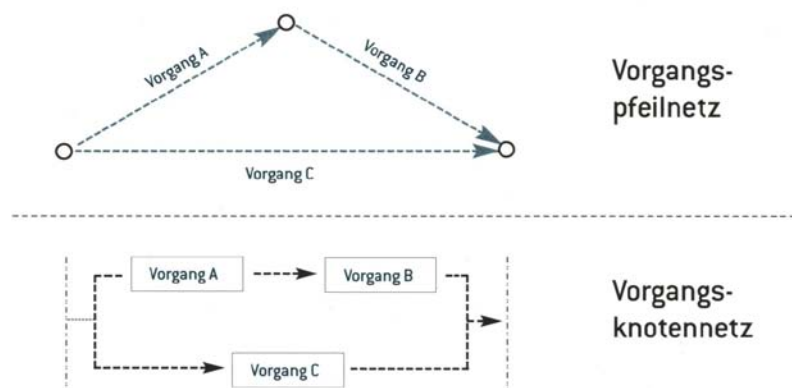 Vorgang A
Vorgang B
Vorgang C
Vorgangs-
pfeilnetz
Vorgang A
Vorgang B
Vorgang C
Vorgangs-
knotennetz